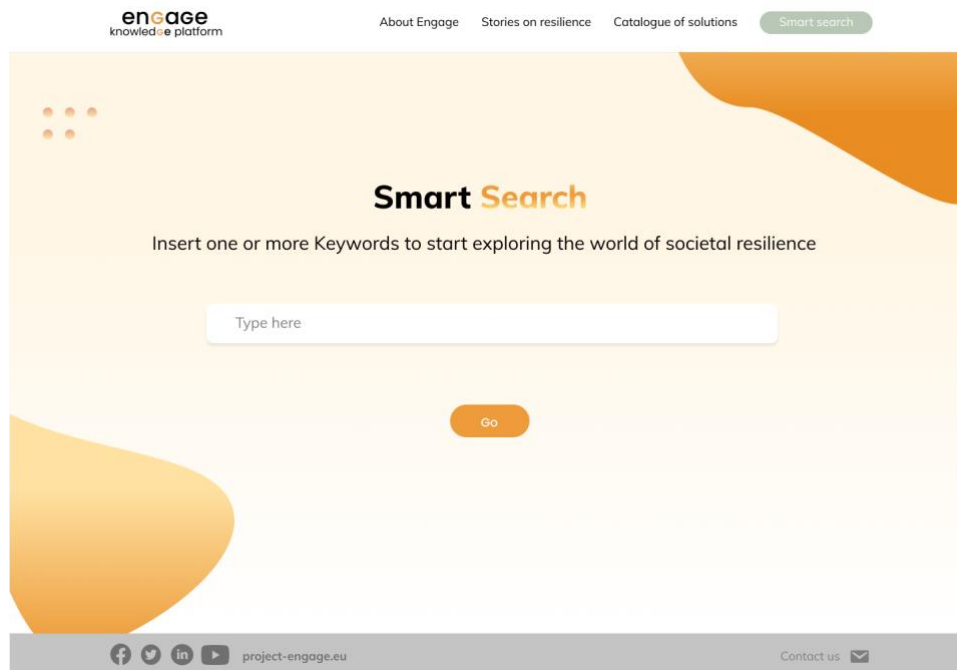 enGaGe
knowledGe platform
About Engage
Stories on resilience
Catalogue of solutions
Smart search
Smart Search
Insert one or more Keywords to start exploring the world of societal resilience
Type here
Go
project-engage.eu
Contact us